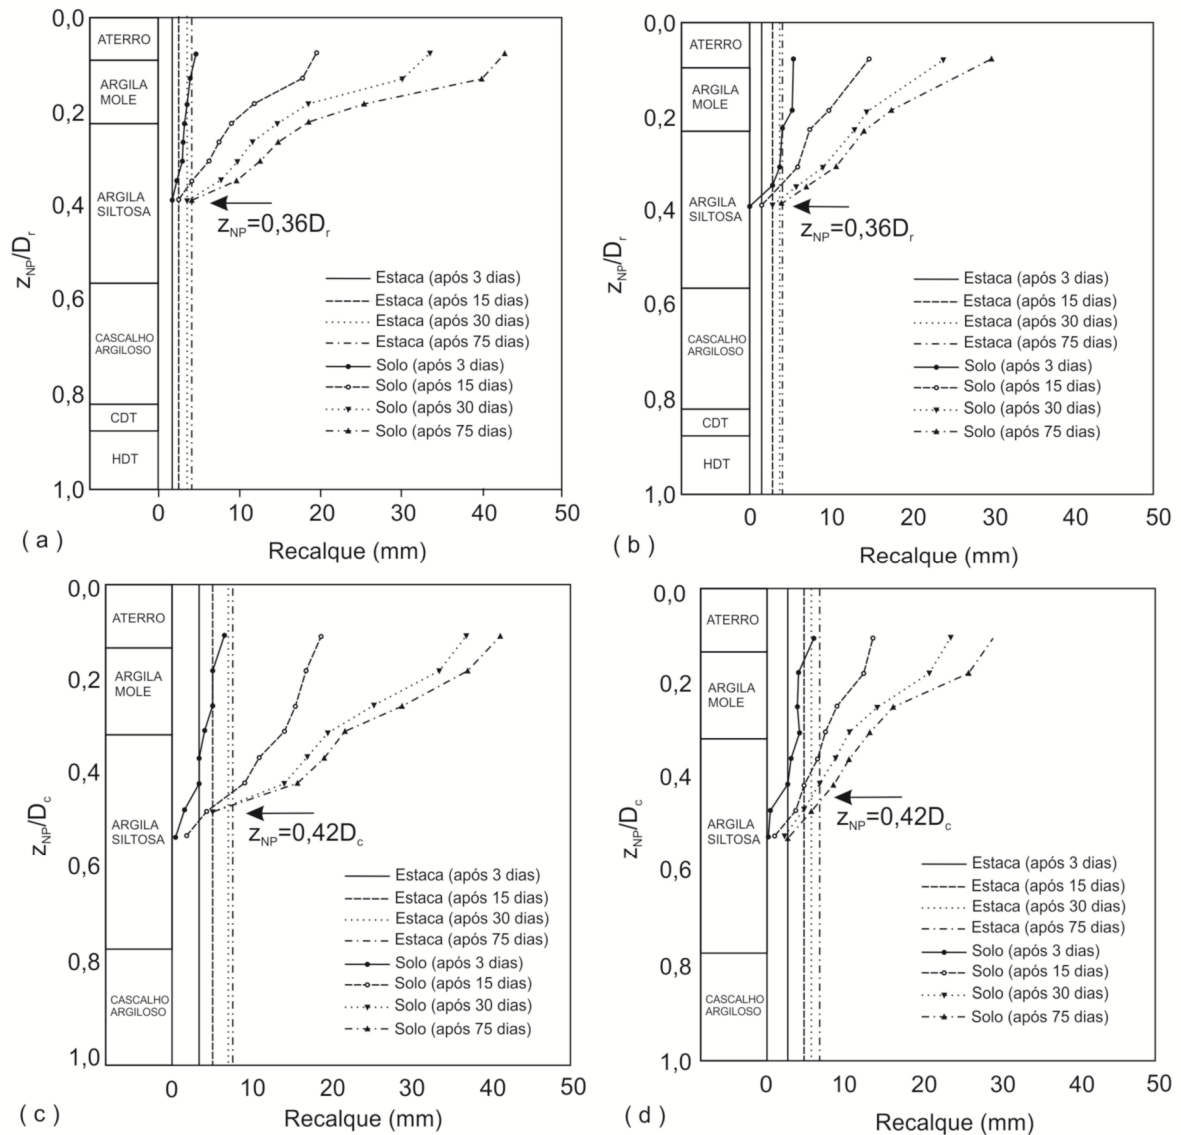 0,0
0,2
0,4
0,6
0,8
1,0
z_NP/D_r
ATERRO
ARGILA
MOLE
ARGILA
SILTOSA
CASCALHO
ARGILOSO
CDT
HDT
z_NP=0,36D_r
Estaca (após 3 dias)
Estaca (após 15 dias)
Estaca (após 30 dias)
Estaca (após 75 dias)
Solo (após 3 dias)
Solo (após 15 dias)
Solo (após 30 dias)
Solo (após 75 dias)
0 10 20 30 40 50
( a )
Recalque (mm)
0,0
0,2
0,4
0,6
0,8
1,0
z_NP/D_r
ATERRO
ARGILA
MOLE
ARGILA
SILTOSA
CASCALHO
ARGILOSO
CDT
HDT
z_NP=0,36D_r
Estaca (após 3 dias)
Estaca (após 15 dias)
Estaca (após 30 dias)
Estaca (após 75 dias)
Solo (após 3 dias)
Solo (após 15 dias)
Solo (após 30 dias)
Solo (após 75 dias)
0 10 20 30 40 50
( b )
Recalque (mm)
0,0
0,2
0,4
0,6
0,8
1,0
z_NP/D_c
ATERRO
ARGILA
MOLE
ARGILA
SILTOSA
CASCALHO
ARGILOSO
z_NP=0,42D_c
Estaca (após 3 dias)
Estaca (após 15 dias)
Estaca (após 30 dias)
Estaca (após 75 dias)
Solo (após 3 dias)
Solo (após 15 dias)
Solo (após 30 dias)
Solo (após 75 dias)
0 10 20 30 40 50
( c )
Recalque (mm)
0,0
0,2
0,4
0,6
0,8
1,0
z_NP/D_c
ATERRO
ARGILA
MOLE
ARGILA
SILTOSA
CASCALHO
ARGILOSO
z_NP=0,42D_c
Estaca (após 3 dias)
Estaca (após 15 dias)
Estaca (após 30 dias)
Estaca (após 75 dias)
Solo (após 3 dias)
Solo (após 15 dias)
Solo (após 30 dias)
Solo (após 75 dias)
0 10 20 30 40 50
( d )
Recalque (mm)